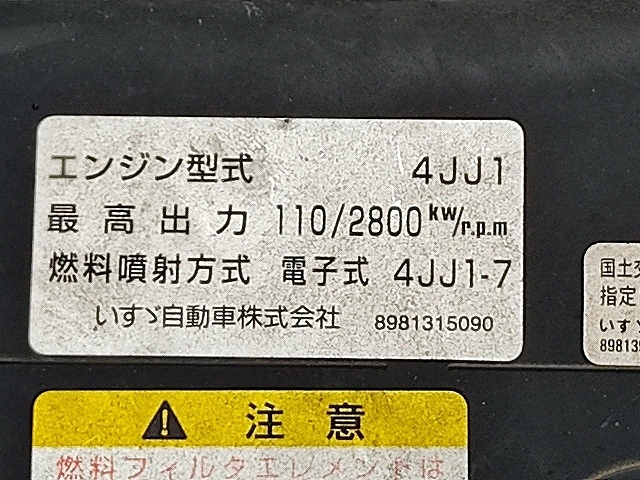 エンジン型式 4JJ1
最高出力 110/2800kW/r.p.m
燃料噴射方式 電子式 4JJ1-7
いすゞ自動車株式会社 8981315090
国土交
指定
いすゞ
898139
⚠ 注意
燃料フィルタエレメントは